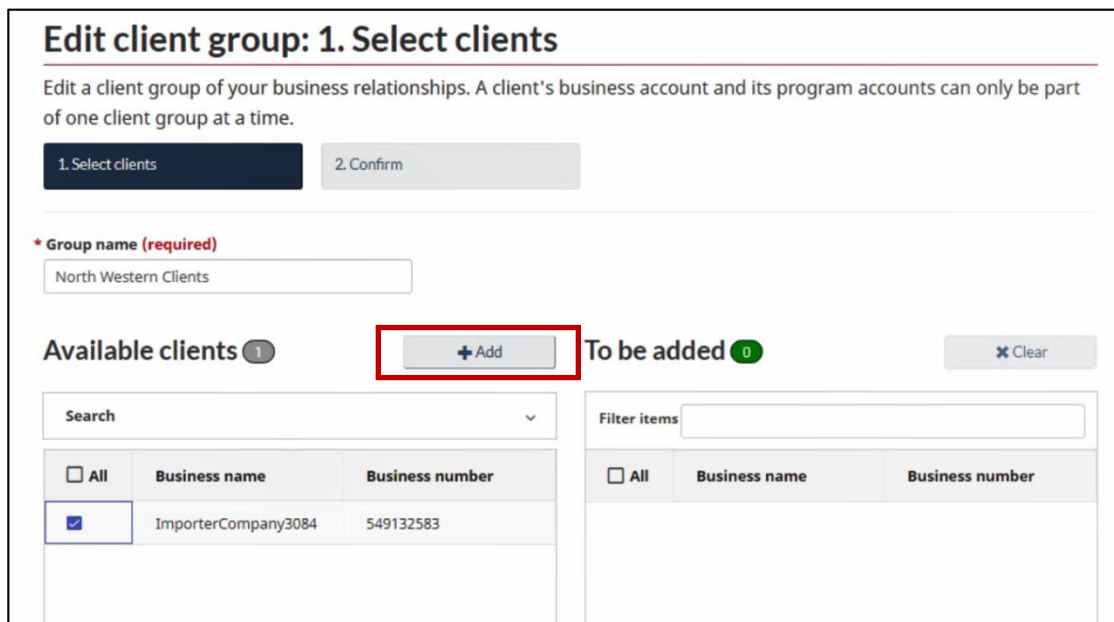 Edit client group: 1. Select clients
Edit a client group of your business relationships. A client's business account and its program accounts can only be part
of one client group at a time.
1. Select clients
2. Confirm
* Group name (required)
North Western Clients
Available clients 1
+ Add
To be added 0
✖ Clear
Search
Filter items
All Business name Business number
All Business name Business number
ImporterCompany3084 549132583